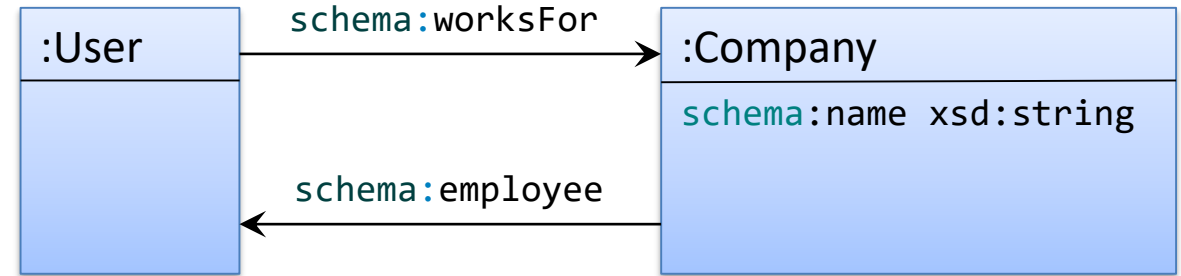 schema:worksFor
:User
:Company
schema:name xsd:string
schema:employee